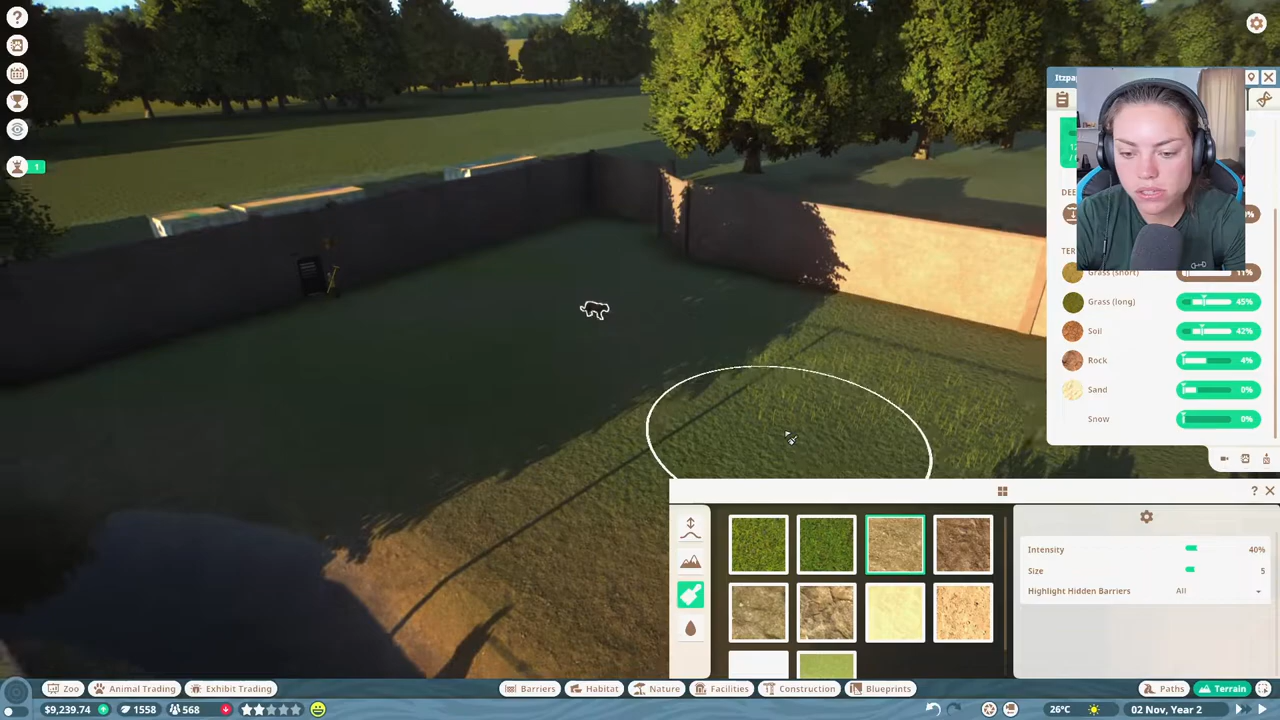 ?
Itzpa
1
Grass (short) 11%
Grass (long) 45%
Soil 42%
Rock 4%
Sand 0%
Snow 0%
?
Intensity 40%
Size 5
Highlight Hidden Barriers All
Zoo Animal Trading Exhibit Trading Barriers Habitat Nature Facilities Construction Blueprints Paths Terrain
$9,239.74 1558 568 26°C 02 Nov, Year 2